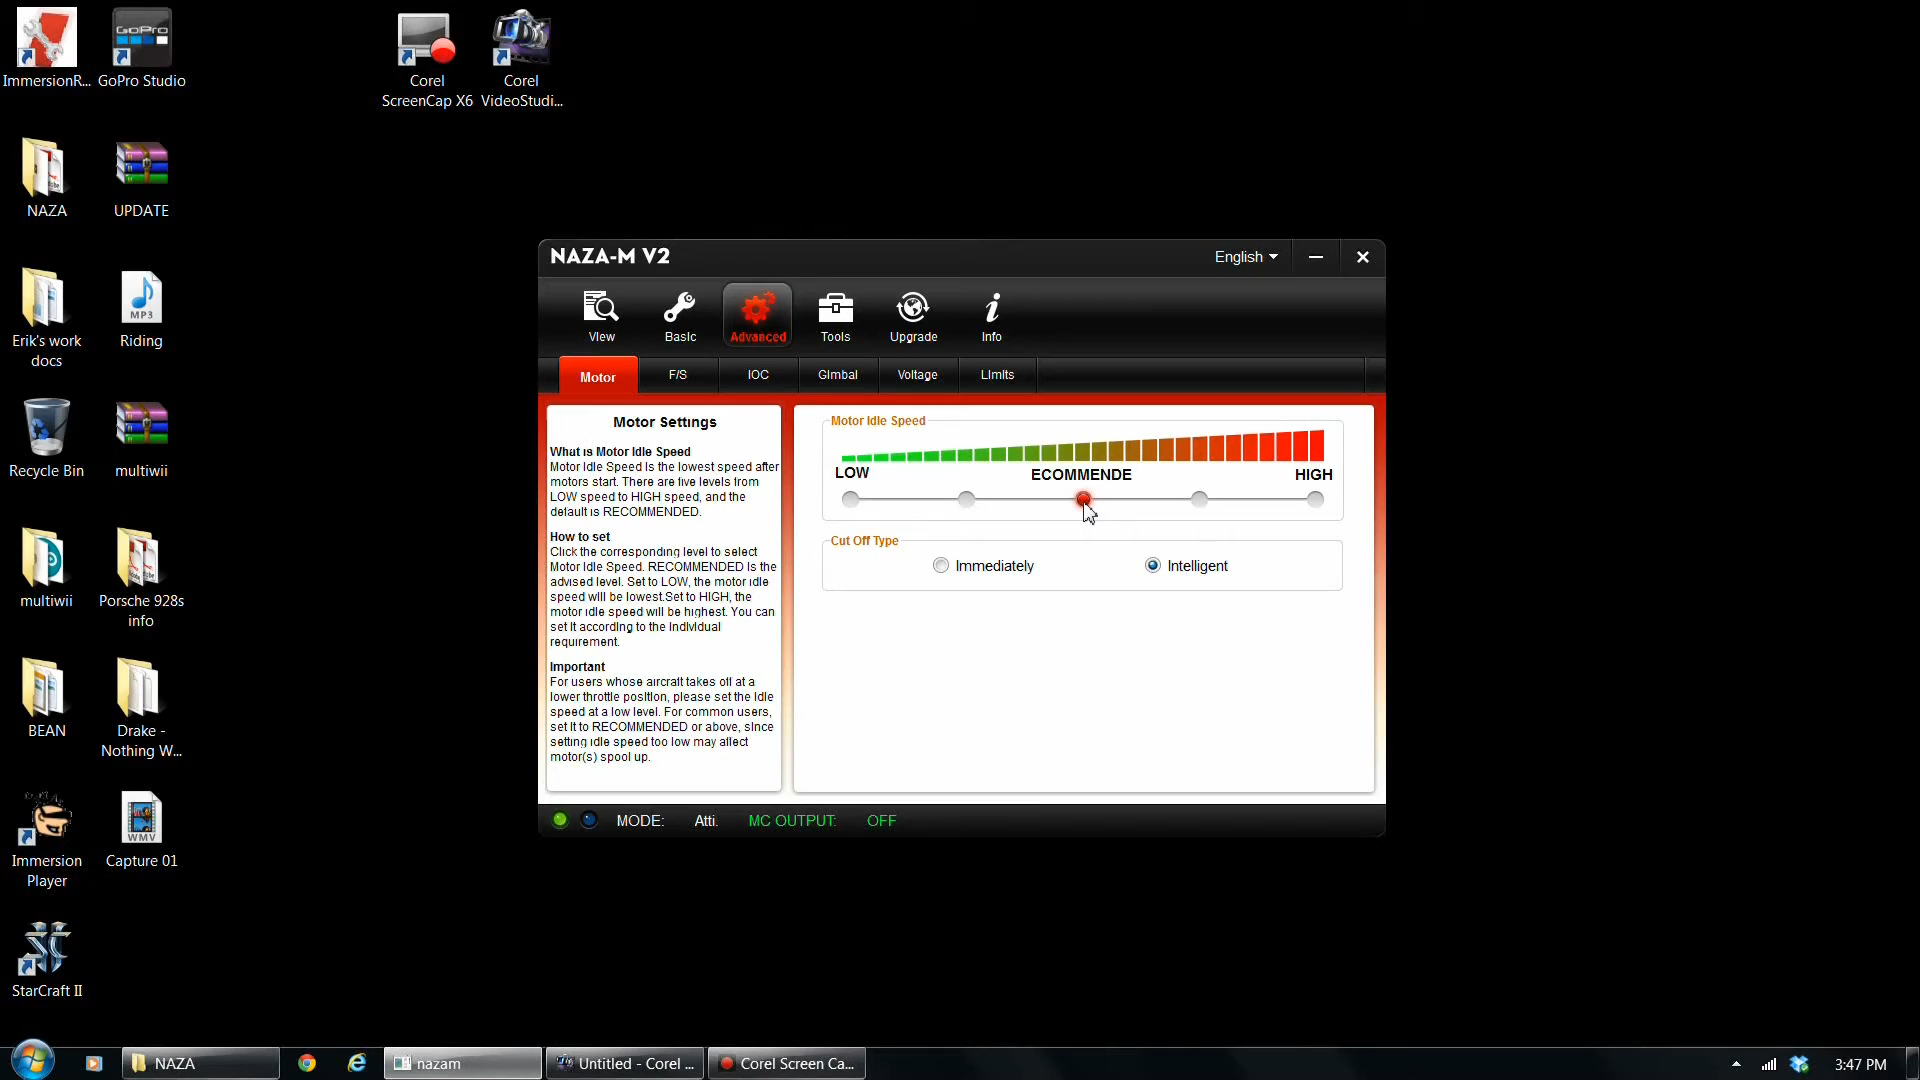 ImmersionR...
GoPro Studio
Corel
ScreenCap X6
Corel
VideoStudi...
NAZA
UPDATE
Erik's work
docs
MP3
Riding
Recycle Bin
multiwii
multiwii
Porsche 928s
info
BEAN
Drake -
Nothing W...
Immersion
Player
WMV
Capture 01
StarCraft II
NAZA-M V2
English
View
Basic
Advanced
Tools
Upgrade
Info
Motor
F/S
IOC
Gimbal
Voltage
Limits
Motor Settings
What is Motor Idle Speed
Motor Idle Speed is the lowest speed after
motors start. There are five levels from
LOW speed to HIGH speed, and the
default is RECOMMENDED.
How to set
Click the corresponding level to select
Motor Idle Speed. RECOMMENDED is the
advised level. Set to LOW, the motor idle
speed will be lowest.Set to HIGH, the
motor idle speed will be highest. You can
set it according to the individual
requirement.
Important
For users whose aircraft takes off at a
lower throttle position, please set the idle
speed at a low level. For common users,
set it to RECOMMENDED or above, since
setting idle speed too low may affect
motor(s) spool up.
Motor Idle Speed
LOW
ECOMMENDE
HIGH
Cut Off Type
Immediately
Intelligent
MODE:
Atti.
MC OUTPUT:
OFF
NAZA
nazam
Untitled - Corel ...
Corel Screen Ca...
3:47 PM